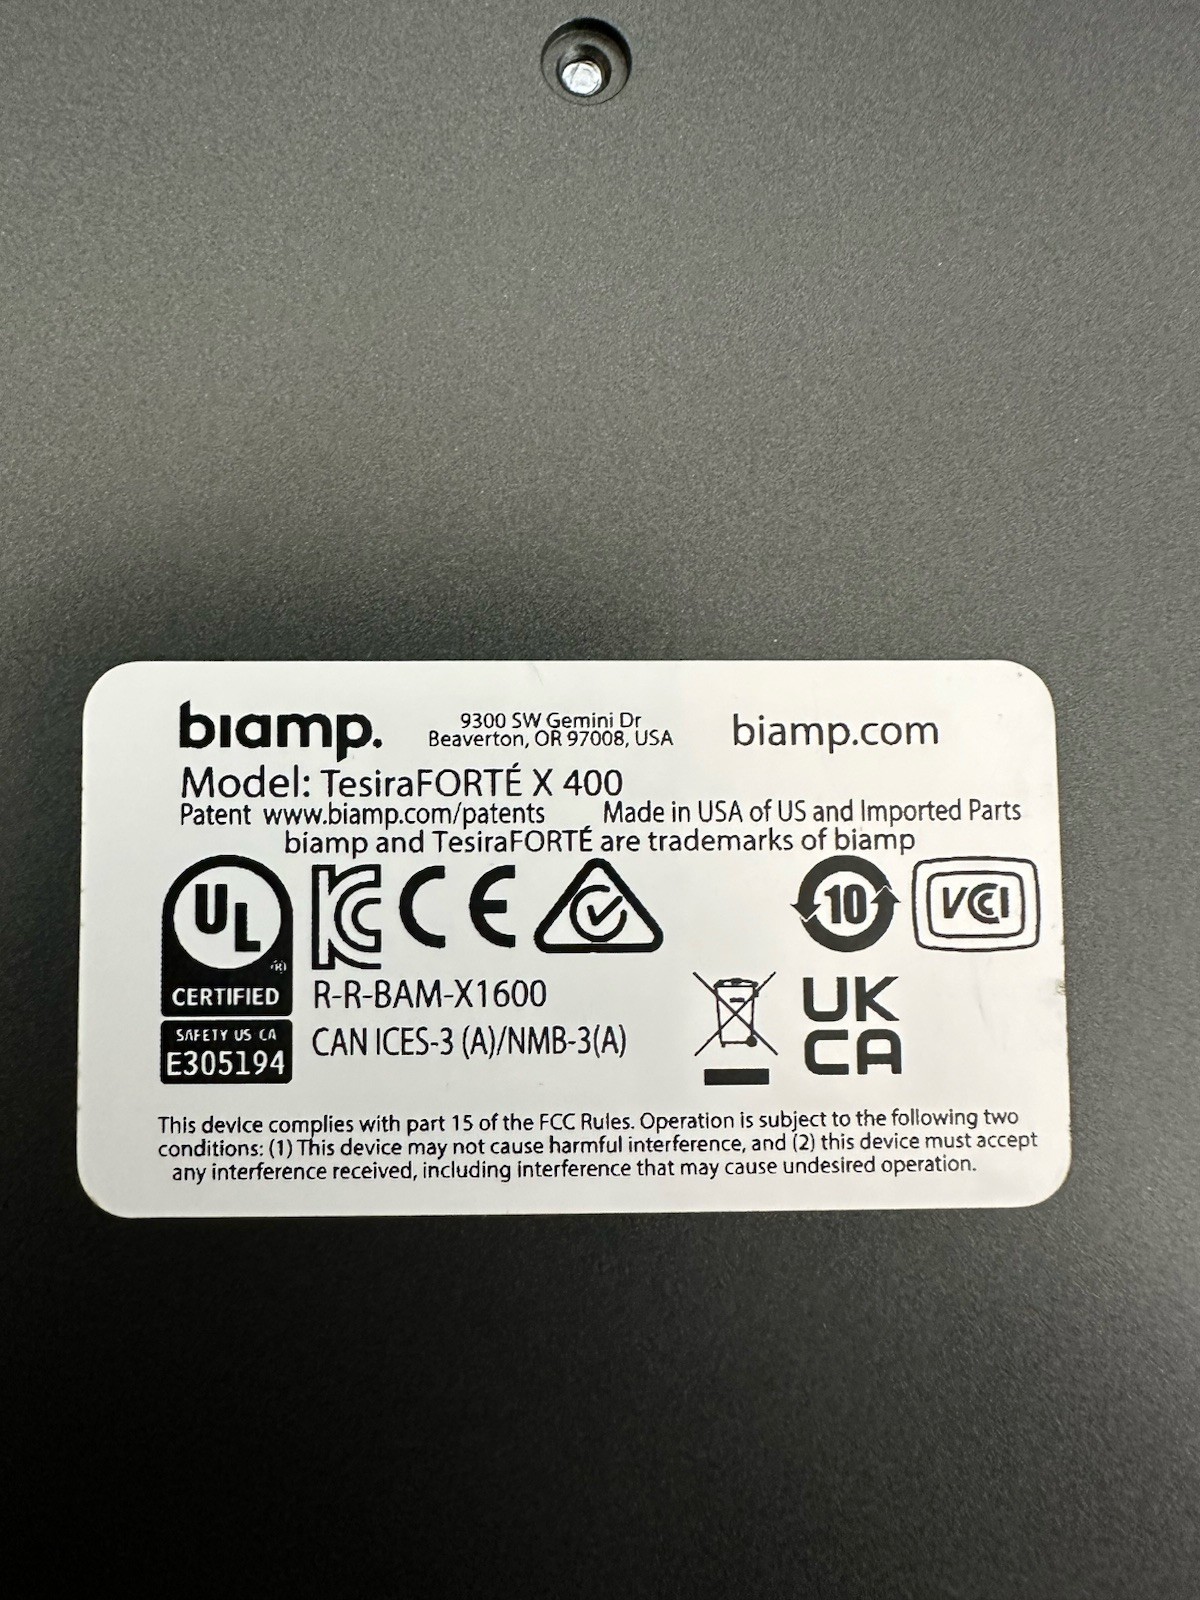 biamp.
9300 SW Gemini Dr
Beaverton, OR 97008, USA
biamp.com
Model: TesiraFORTÉ X 400
Patent www.biamp.com/patents Made in USA of US and Imported Parts
biamp and TesiraFORTÉ are trademarks of biamp
UL
®
CERTIFIED
SAFETY US CA
E305194
KC
CE
10
VCI
R-R-BAM-X1600
CAN ICES-3 (A)/NMB-3(A)
UK
CA
This device complies with part 15 of the FCC Rules. Operation is subject to the following two
conditions: (1) This device may not cause harmful interference, and (2) this device must accept
any interference received, including interference that may cause undesired operation.